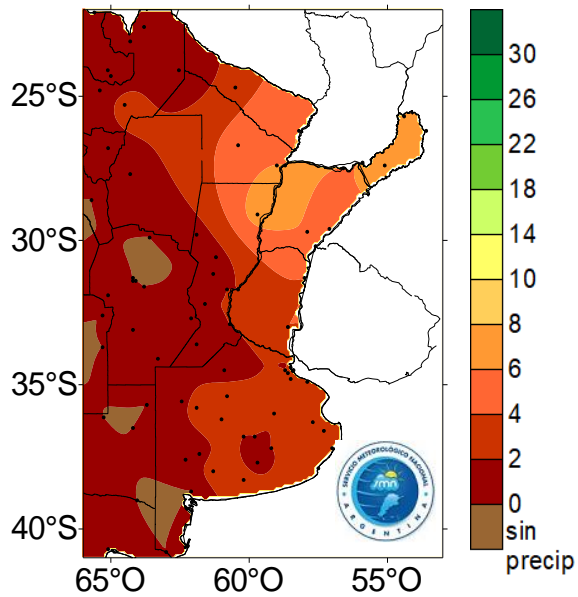 25°S
30°S
35°S
40°S
65°O
60°O
55°O
30
26
22
18
14
10
8
6
4
2
0
sin
precip
SERVICIO METEOROLÓGICO NACIONAL
smn
ARGENTINA